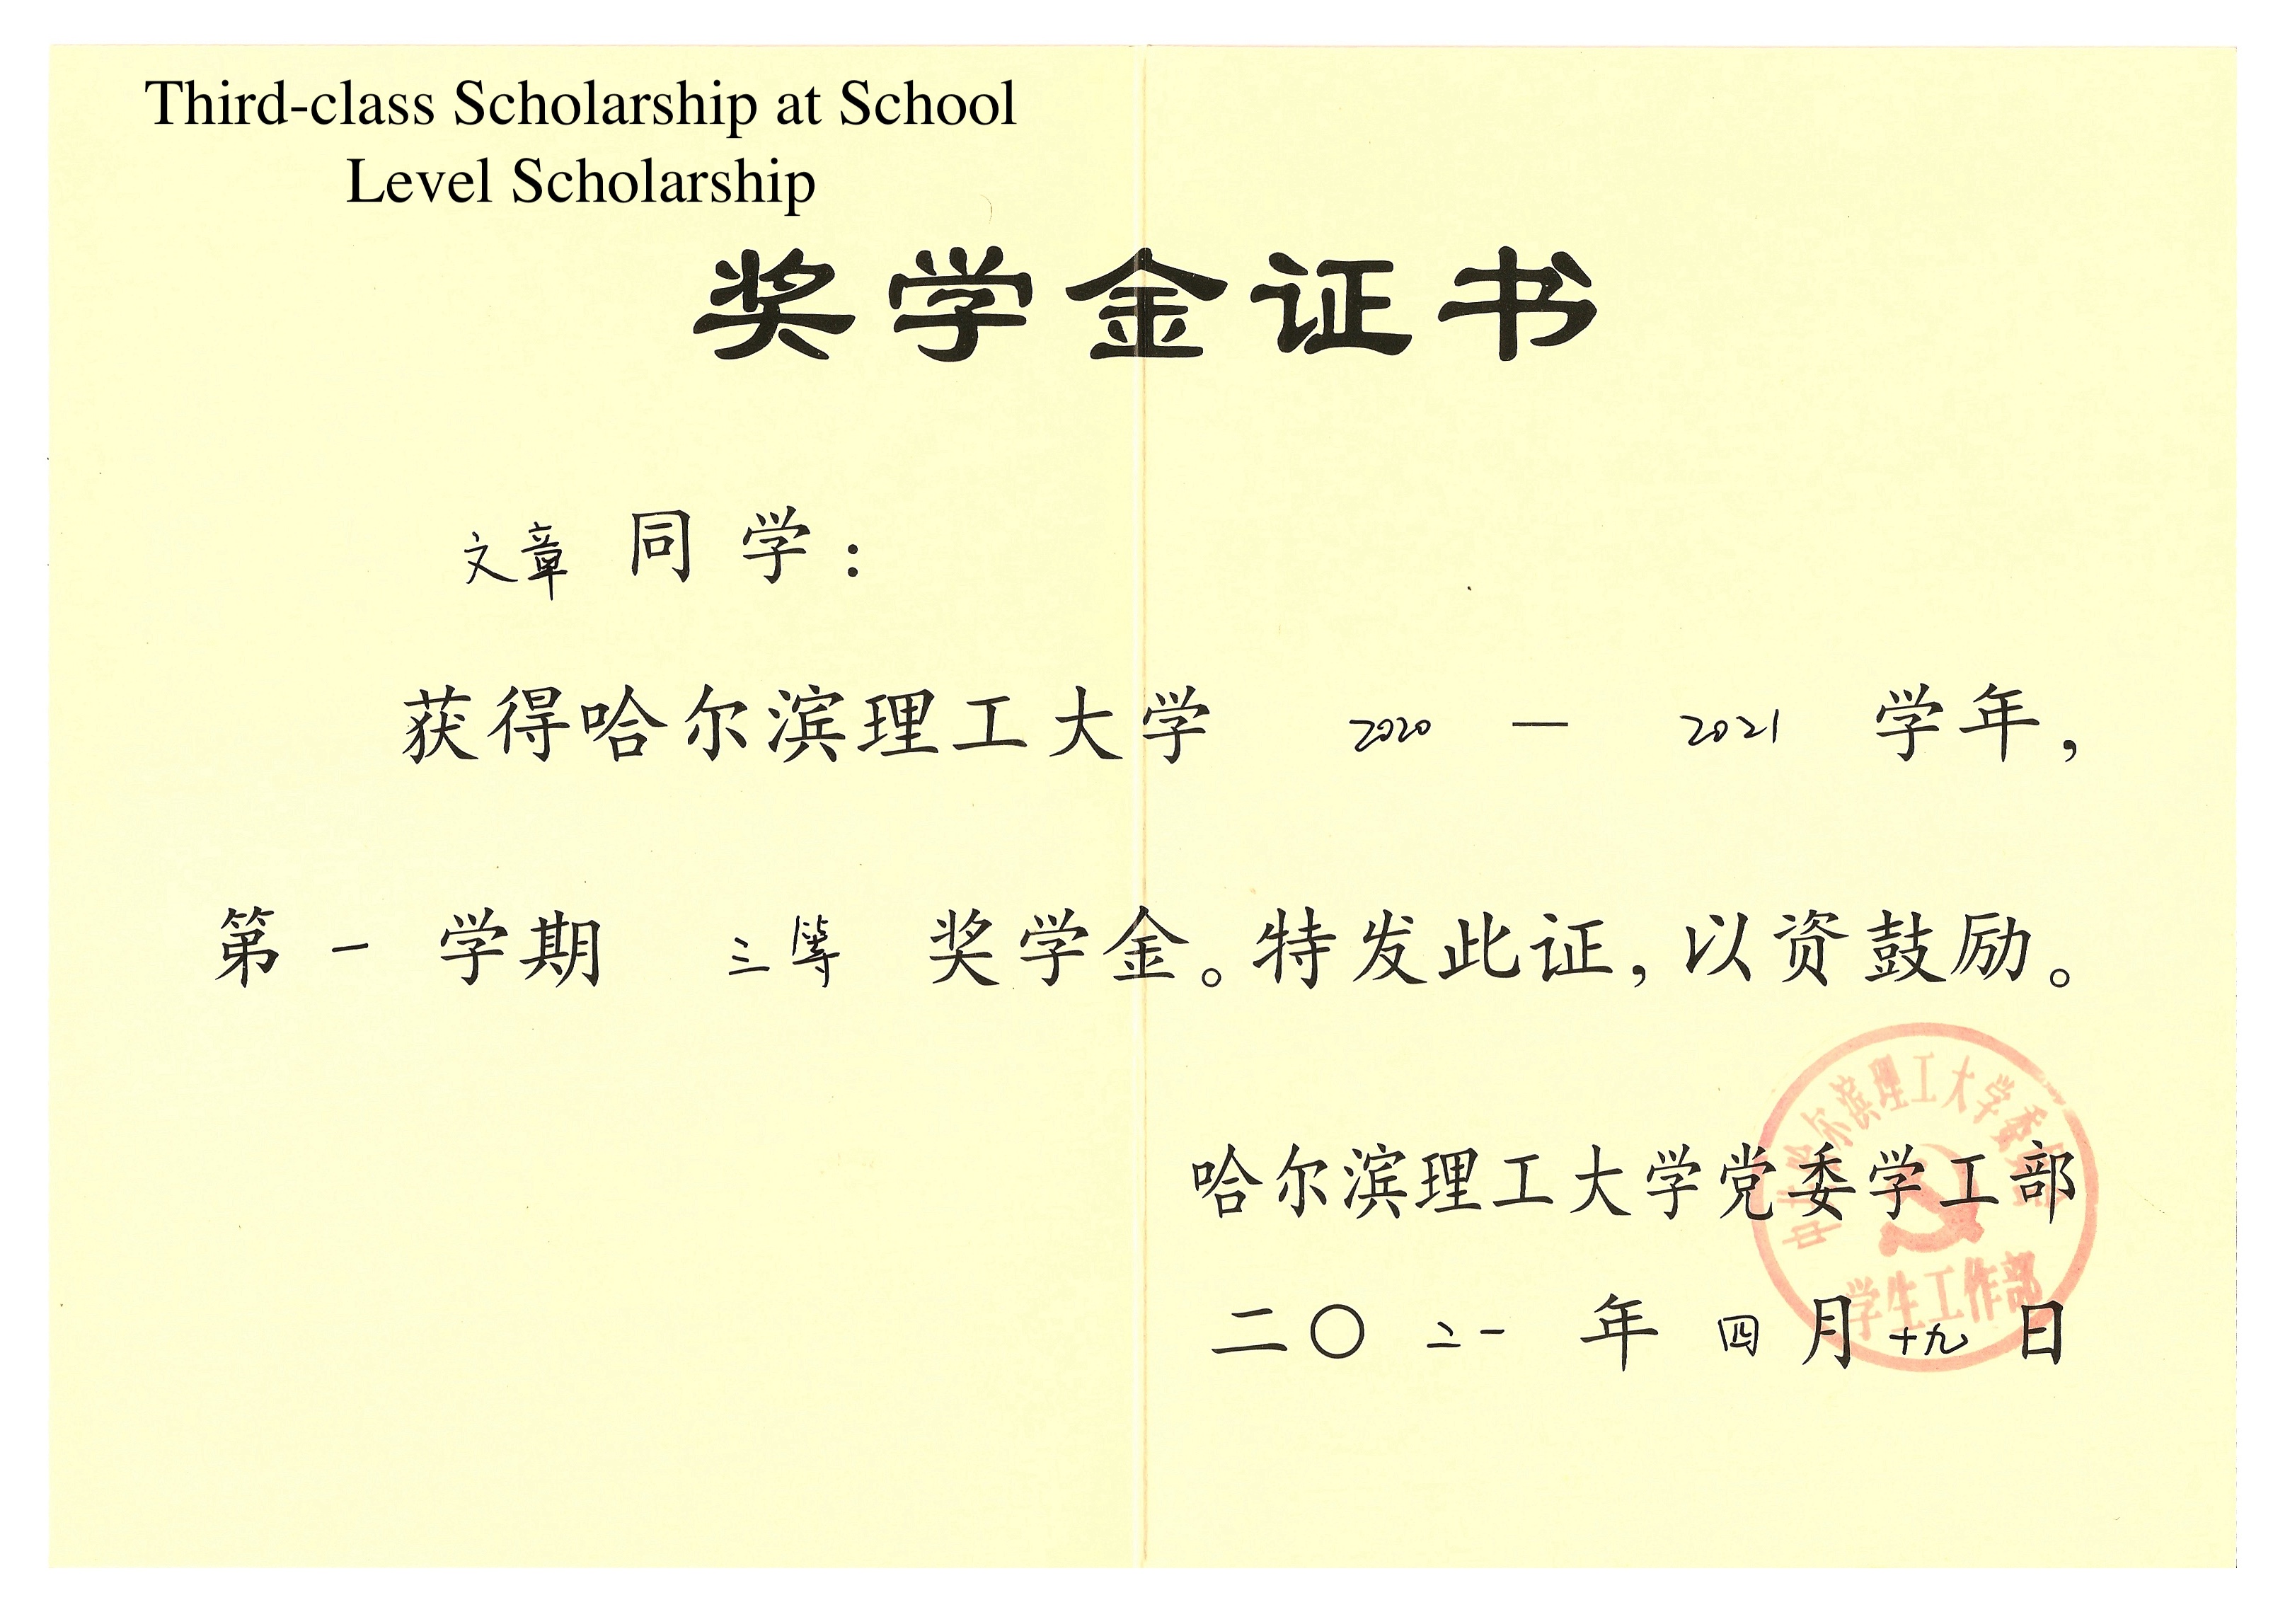 Third-class Scholarship at School
Level Scholarship
奖学金证书
文章 同学：
获得哈尔滨理工大学 2020 — 2021 学年，
第 一 学期 三等 奖学金。特发此证，以资鼓励。
哈尔滨理工大学党委学工部
二〇 二一 年 四 月 十九 日
中共哈尔滨理工大学委员会
学生工作部